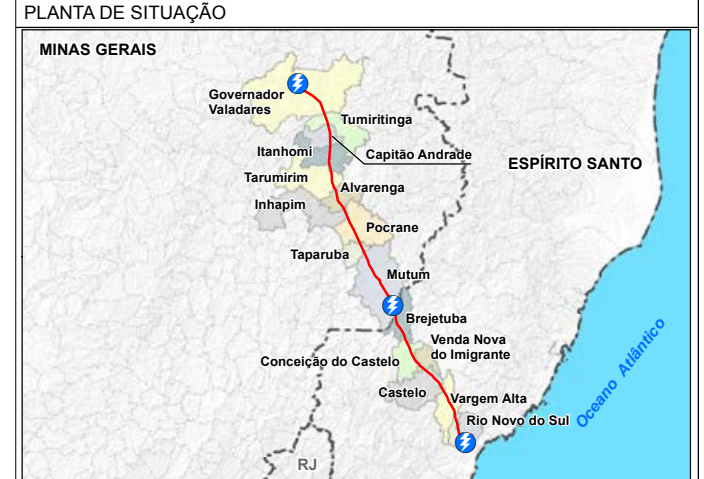 PLANTA DE SITUAÇÃO
MINAS GERAIS
Governador
Valadares
Tumiritinga
Itanhomi
Capitão Andrade
ESPÍRITO SANTO
Tarumirim
Alvarenga
Inhapim
Pocrane
Taparuba
Mutum
Brejetuba
Venda Nova
do Imigrante
Conceição do Castelo
Castelo
Vargem Alta
Rio Novo do Sul
Oceano Atlântico
RJ